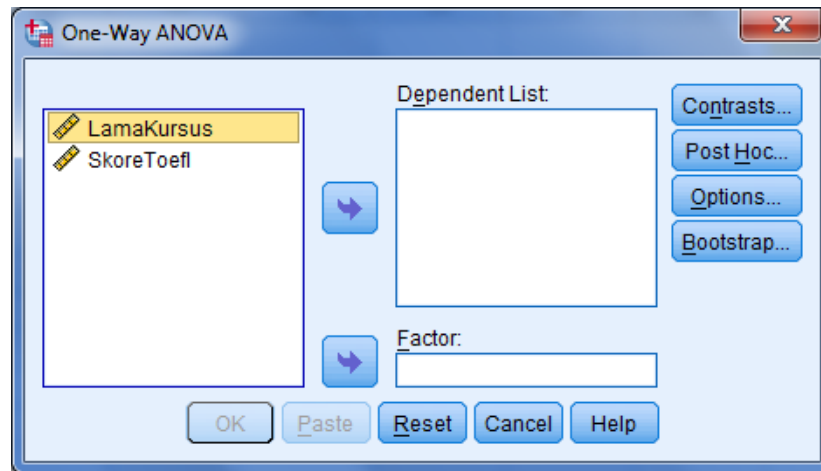 One-Way ANOVA
LamaKursus
SkoreToefl
Dependent List:
Factor:
Contrasts...
Post Hoc...
Options...
Bootstrap...
OK
Paste
Reset
Cancel
Help